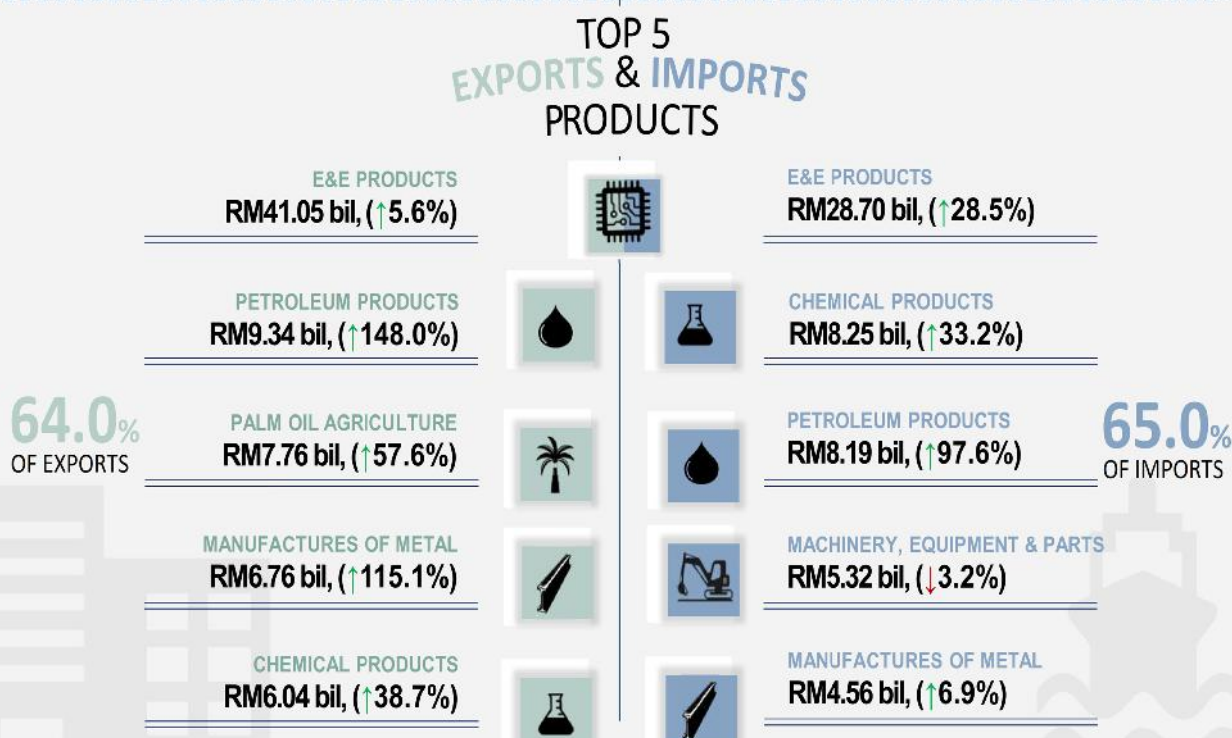 TOP 5
EXPORTS & IMPORTS
PRODUCTS
E&E PRODUCTS
RM41.05 bil, (↑5.6%)
PETROLEUM PRODUCTS
RM9.34 bil, (↑148.0%)
PALM OIL AGRICULTURE
RM7.76 bil, (↑57.6%)
MANUFACTURES OF METAL
RM6.76 bil, (↑115.1%)
CHEMICAL PRODUCTS
RM6.04 bil, (↑38.7%)
64.0%
OF EXPORTS
E&E PRODUCTS
RM28.70 bil, (↑28.5%)
CHEMICAL PRODUCTS
RM8.25 bil, (↑33.2%)
PETROLEUM PRODUCTS
RM8.19 bil, (↑97.6%)
MACHINERY, EQUIPMENT & PARTS
RM5.32 bil, (↓3.2%)
MANUFACTURES OF METAL
RM4.56 bil, (↑6.9%)
65.0%
OF IMPORTS